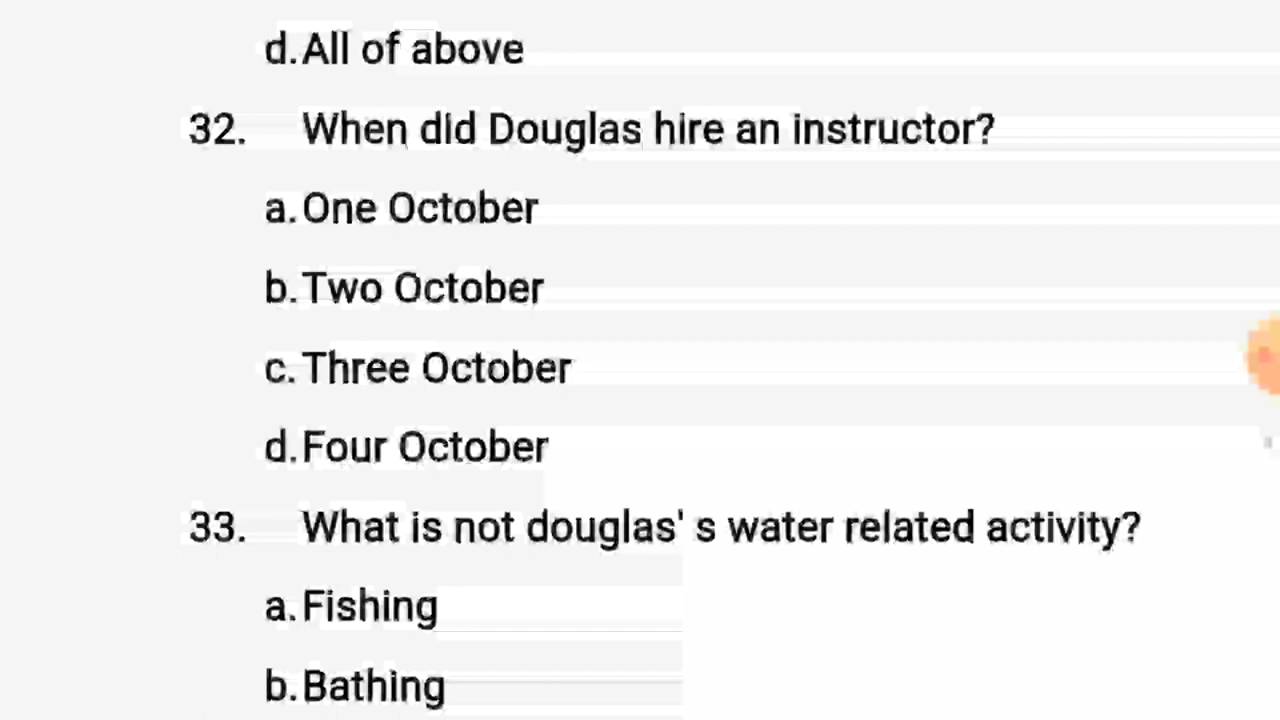 d. All of above
32. When did Douglas hire an instructor?
a. One October
b. Two October
c. Three October
d. Four October
33. What is not douglas' s water related activity?
a. Fishing
b. Bathing